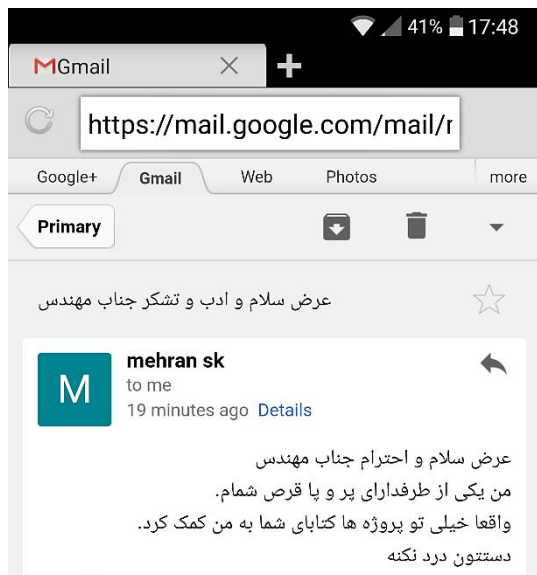 41% 17:48
Gmail
https://mail.google.com/mail/r
Google+ Gmail Web Photos more
Primary
عرض سلام و ادب و تشکر جناب مهندس
M
mehran sk
to me
19 minutes ago Details
عرض سلام و احترام جناب مهندس
من یکی از طرفدارای پر و پا قرص شمام.
واقعا خیلی تو پروژه ها کتابای شما به من کمک کرد.
دستتون درد نکنه